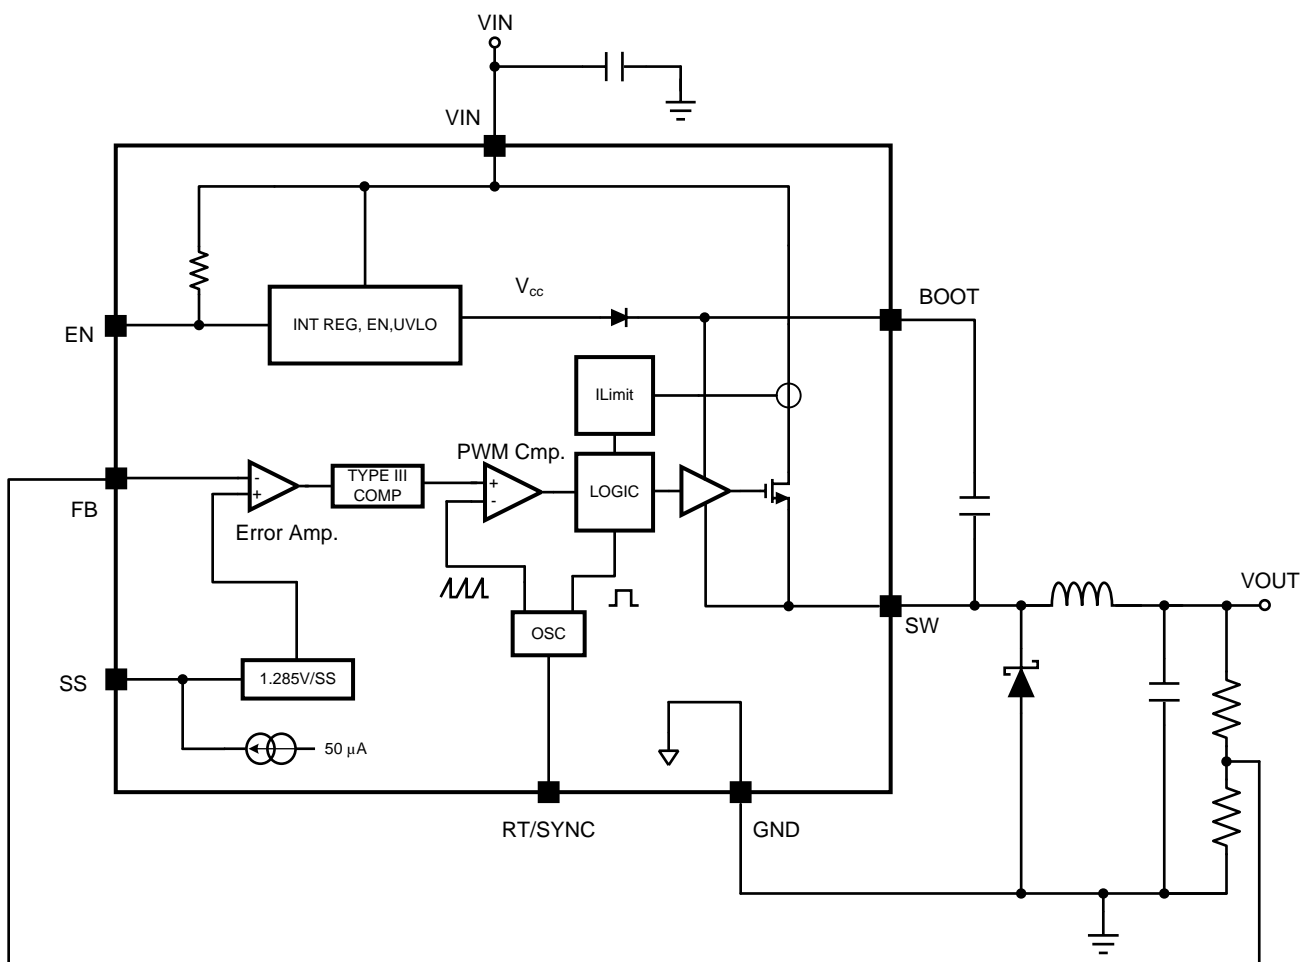 VIN
VIN
BOOT
V_cc
EN
INT REG, EN,UVLO
ILimit
PWM Cmp.
TYPE III
COMP
LOGIC
-
+
+
-
FB
Error Amp.
VOUT
SW
OSC
SS
1.285V/SS
50 μA
RT/SYNC
GND